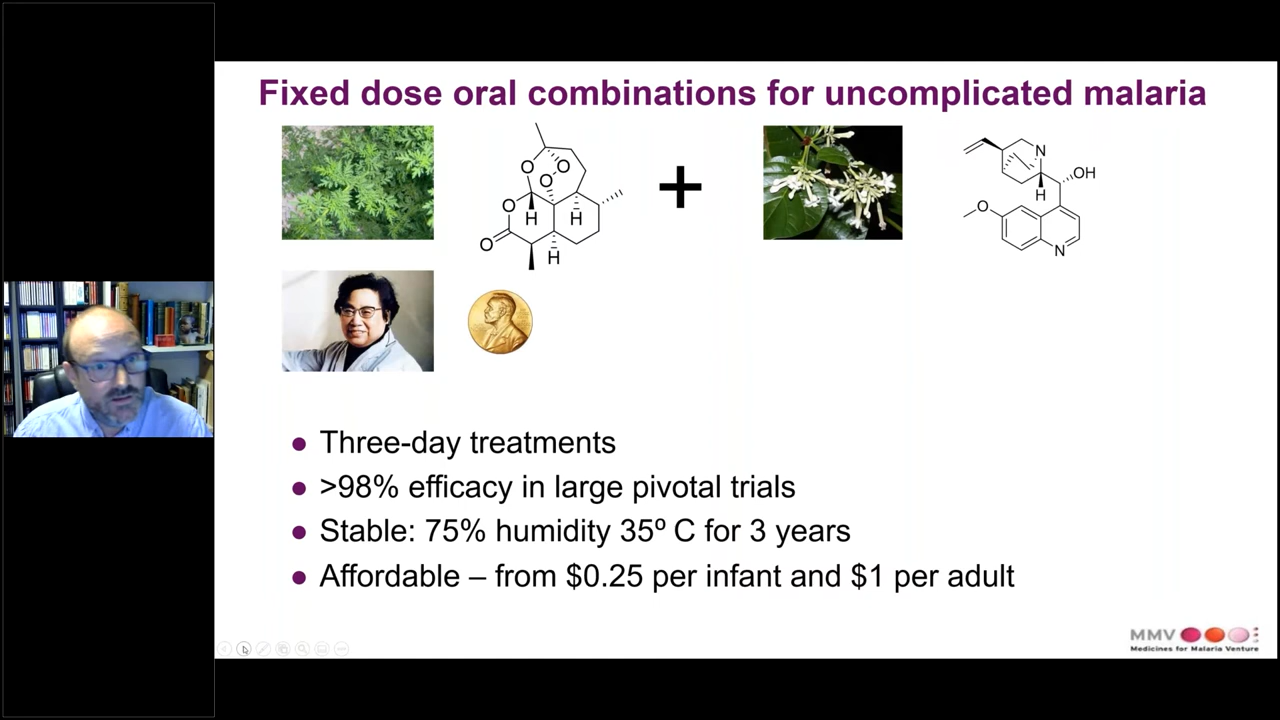 Fixed dose oral combinations for uncomplicated malaria
O
O
O
O
O
H
H
H
+
N
OH
H
O
N
● Three-day treatments
● >98% efficacy in large pivotal trials
● Stable: 75% humidity 35º C for 3 years
● Affordable – from $0.25 per infant and $1 per adult
MMV
Medicines for Malaria Venture